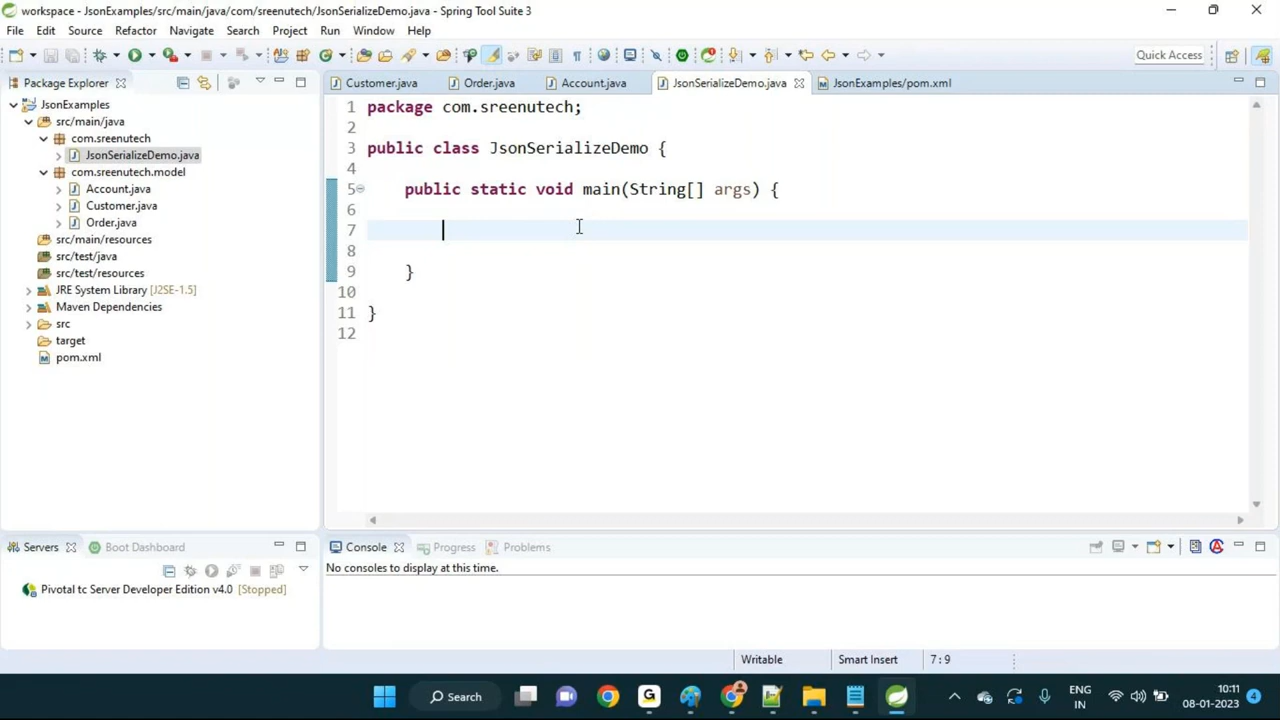 workspace - JsonExamples/src/main/java/com/sreenutech/JsonSerializeDemo.java - Spring Tool Suite 3
File Edit Source Refactor Navigate Search Project Run Window Help
Quick Access
Package Explorer
JsonExamples
src/main/java
com.sreenutech
JsonSerializeDemo.java
com.sreenutech.model
Account.java
Customer.java
Order.java
src/main/resources
src/test/java
src/test/resources
JRE System Library [J2SE-1.5]
Maven Dependencies
src
target
pom.xml
Customer.java Order.java Account.java JsonSerializeDemo.java JsonExamples/pom.xml
1 package com.sreenutech;
2
3 public class JsonSerializeDemo {
4
5 public static void main(String[] args) {
6
7
8
9 }
10
11 }
12
Servers Boot Dashboard
Pivotal tc Server Developer Edition v4.0 [Stopped]
Console Progress Problems
No consoles to display at this time.
Writable Smart Insert 7:9
Search
ENG
IN
10:11
08-01-2023
4